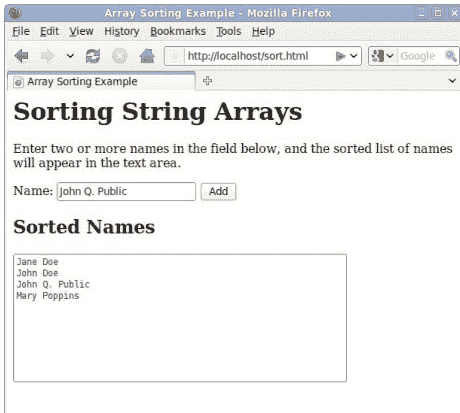 Array Sorting Example - Mozilla Firefox
File Edit View History Bookmarks Tools Help
http://localhost/sort.html Google
Array Sorting Example
Sorting String Arrays
Enter two or more names in the field below, and the sorted list of names
will appear in the text area.
Name: John Q. Public Add
Sorted Names
Jane Doe
John Doe
John Q. Public
Mary Poppins